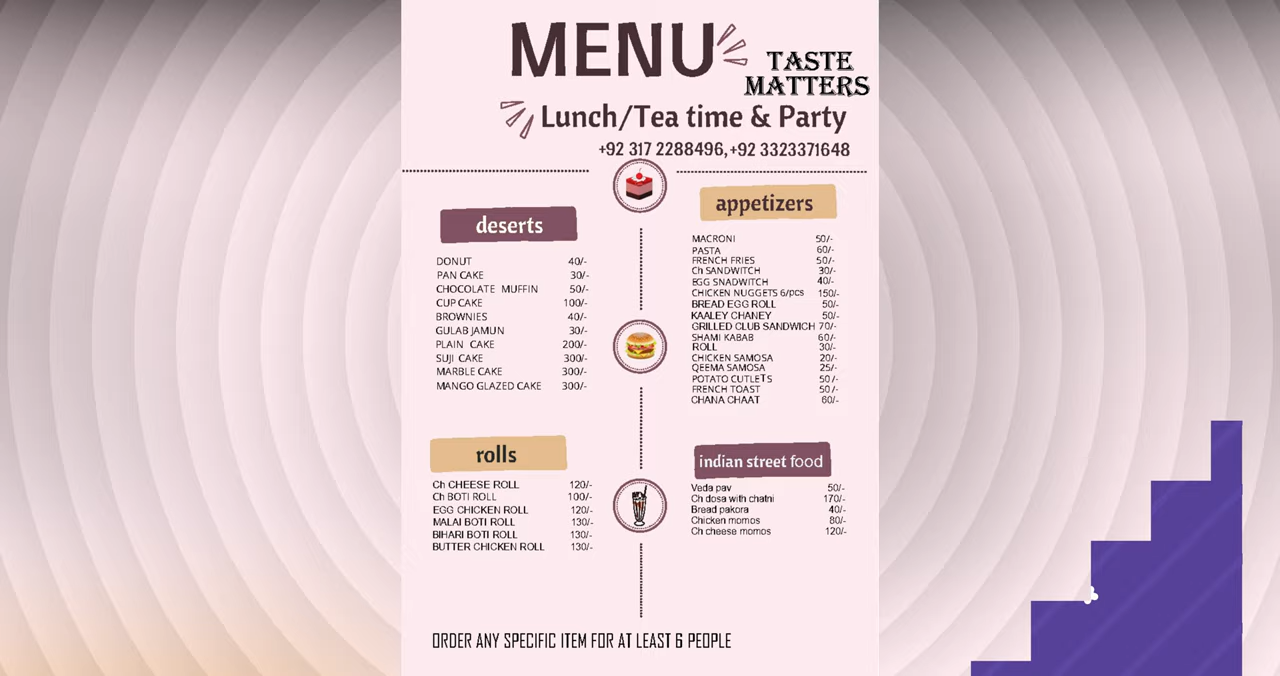 MENU
TASTE
MATTERS
Lunch/Tea time & Party
+92 317 2288496,+92 3323371648
deserts
DONUT 40/-
PAN CAKE 30/-
CHOCOLATE MUFFIN 50/-
CUP CAKE 100/-
BROWNIES 40/-
GULAB JAMUN 30/-
PLAIN CAKE 200/-
SUJI CAKE 300/-
MARBLE CAKE 300/-
MANGO GLAZED CAKE 300/-
appetizers
MACRONI 50/-
PASTA 60/-
FRENCH FRIES 50/-
Ch SANDWITCH 30/-
EGG SNADWITCH 40/-
CHICKEN NUGGETS 6/pcs 150/-
BREAD EGG ROLL 50/-
KAALEY CHANEY 50/-
GRILLED CLUB SANDWICH 70/-
SHAMI KABAB 60/-
ROLL 30/-
CHICKEN SAMOSA 20/-
QEEMA SAMOSA 25/-
POTATO CUTLETS 50/-
FRENCH TOAST 50/-
CHANA CHAAT 60/-
rolls
Ch CHEESE ROLL 120/-
Ch BOTI ROLL 100/-
EGG CHICKEN ROLL 120/-
MALAI BOTI ROLL 130/-
BIHARI BOTI ROLL 130/-
BUTTER CHICKEN ROLL 130/-
indian street food
Veda pav 50/-
Ch dosa with chatni 170/-
Bread pakora 40/-
Chicken momos 80/-
Ch cheese momos 120/-
ORDER ANY SPECIFIC ITEM FOR AT LEAST 6 PEOPLE